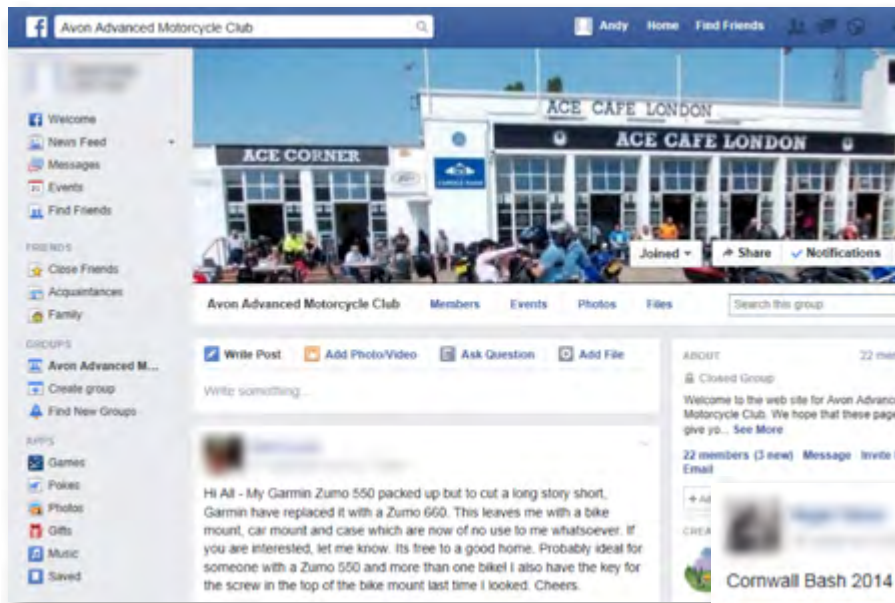 Avon Advanced Motorcycle Club
Andy Home Find Friends
Welcome
News Feed
Messages
Events
Find Friends
FRIENDS
Close Friends
Acquaintances
Family
GROUPS
Avon Advanced M...
Create group
Find New Groups
APPS
Games
Pokes
Photos
Gifts
Music
Saved
ACE CAFE LONDON
ACE CORNER
ACE CAFE LONDON
Joined Share Notifications
Avon Advanced Motorcycle Club Members Events Photos Files
Search this group
Write Post Add Photo/Video Ask Question Add File
Write something...
Hi All - My Garmin Zumo 550 packed up but to cut a long story short,
Garmin have replaced it with a Zumo 660. This leaves me with a bike
mount, car mount and case which are now of no use to me whatsoever. If
you are interested, let me know. Its free to a good home. Probably ideal for
someone with a Zumo 550 and more than one bike! I also have the key for
the screw in the top of the bike mount last time I looked. Cheers.
ABOUT 22
Closed Group
Welcome to the web site for Avon
Motorcycle Club. We hope that these
give yo... See More
22 members (3 new) Message Invite
Email
Cornwall Bash 2014